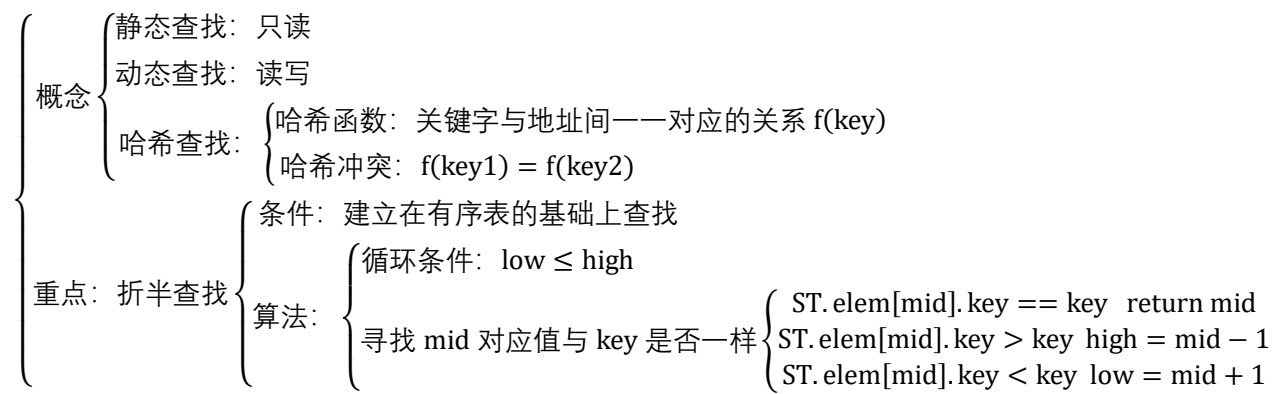 概念
静态查找：只读
动态查找：读写
哈希查找：
哈希函数：关键字与地址间一一对应的关系 f(key)
哈希冲突：f(key1) = f(key2)
重点：折半查找
条件：建立在有序表的基础上查找
算法：
循环条件：low ≤ high
寻找 mid 对应值与 key 是否一样
ST. elem[mid]. key == key return mid
ST. elem[mid]. key > key high = mid − 1
ST. elem[mid]. key < key low = mid + 1